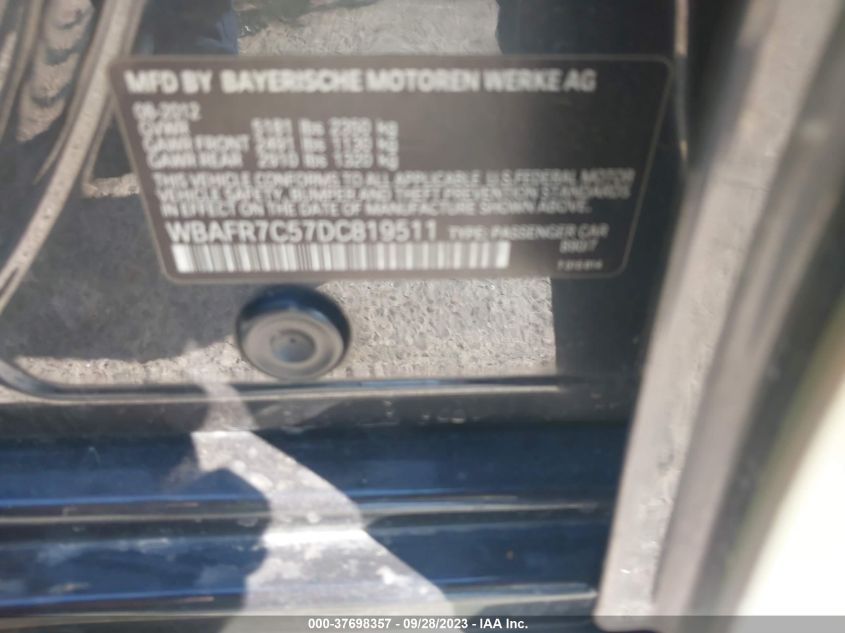 MFD BY BAYERISCHE MOTOREN WERKE AG
08-2012
GVWR 5181 lbs 2350 kg
GAWR FRONT 2491 lbs 1130 kg
GAWR REAR 2910 lbs 1320 kg
THIS VEHICLE CONFORMS TO ALL APPLICABLE U.S. FEDERAL MOTOR
VEHICLE SAFETY, BUMPER AND THEFT PREVENTION STANDARDS
IN EFFECT ON THE DATE OF MANUFACTURE SHOWN ABOVE.
WBAFR7C57DC819511 TYPE: PASSENGER CAR
000-37698357 - 09/28/2023 - IAA Inc.